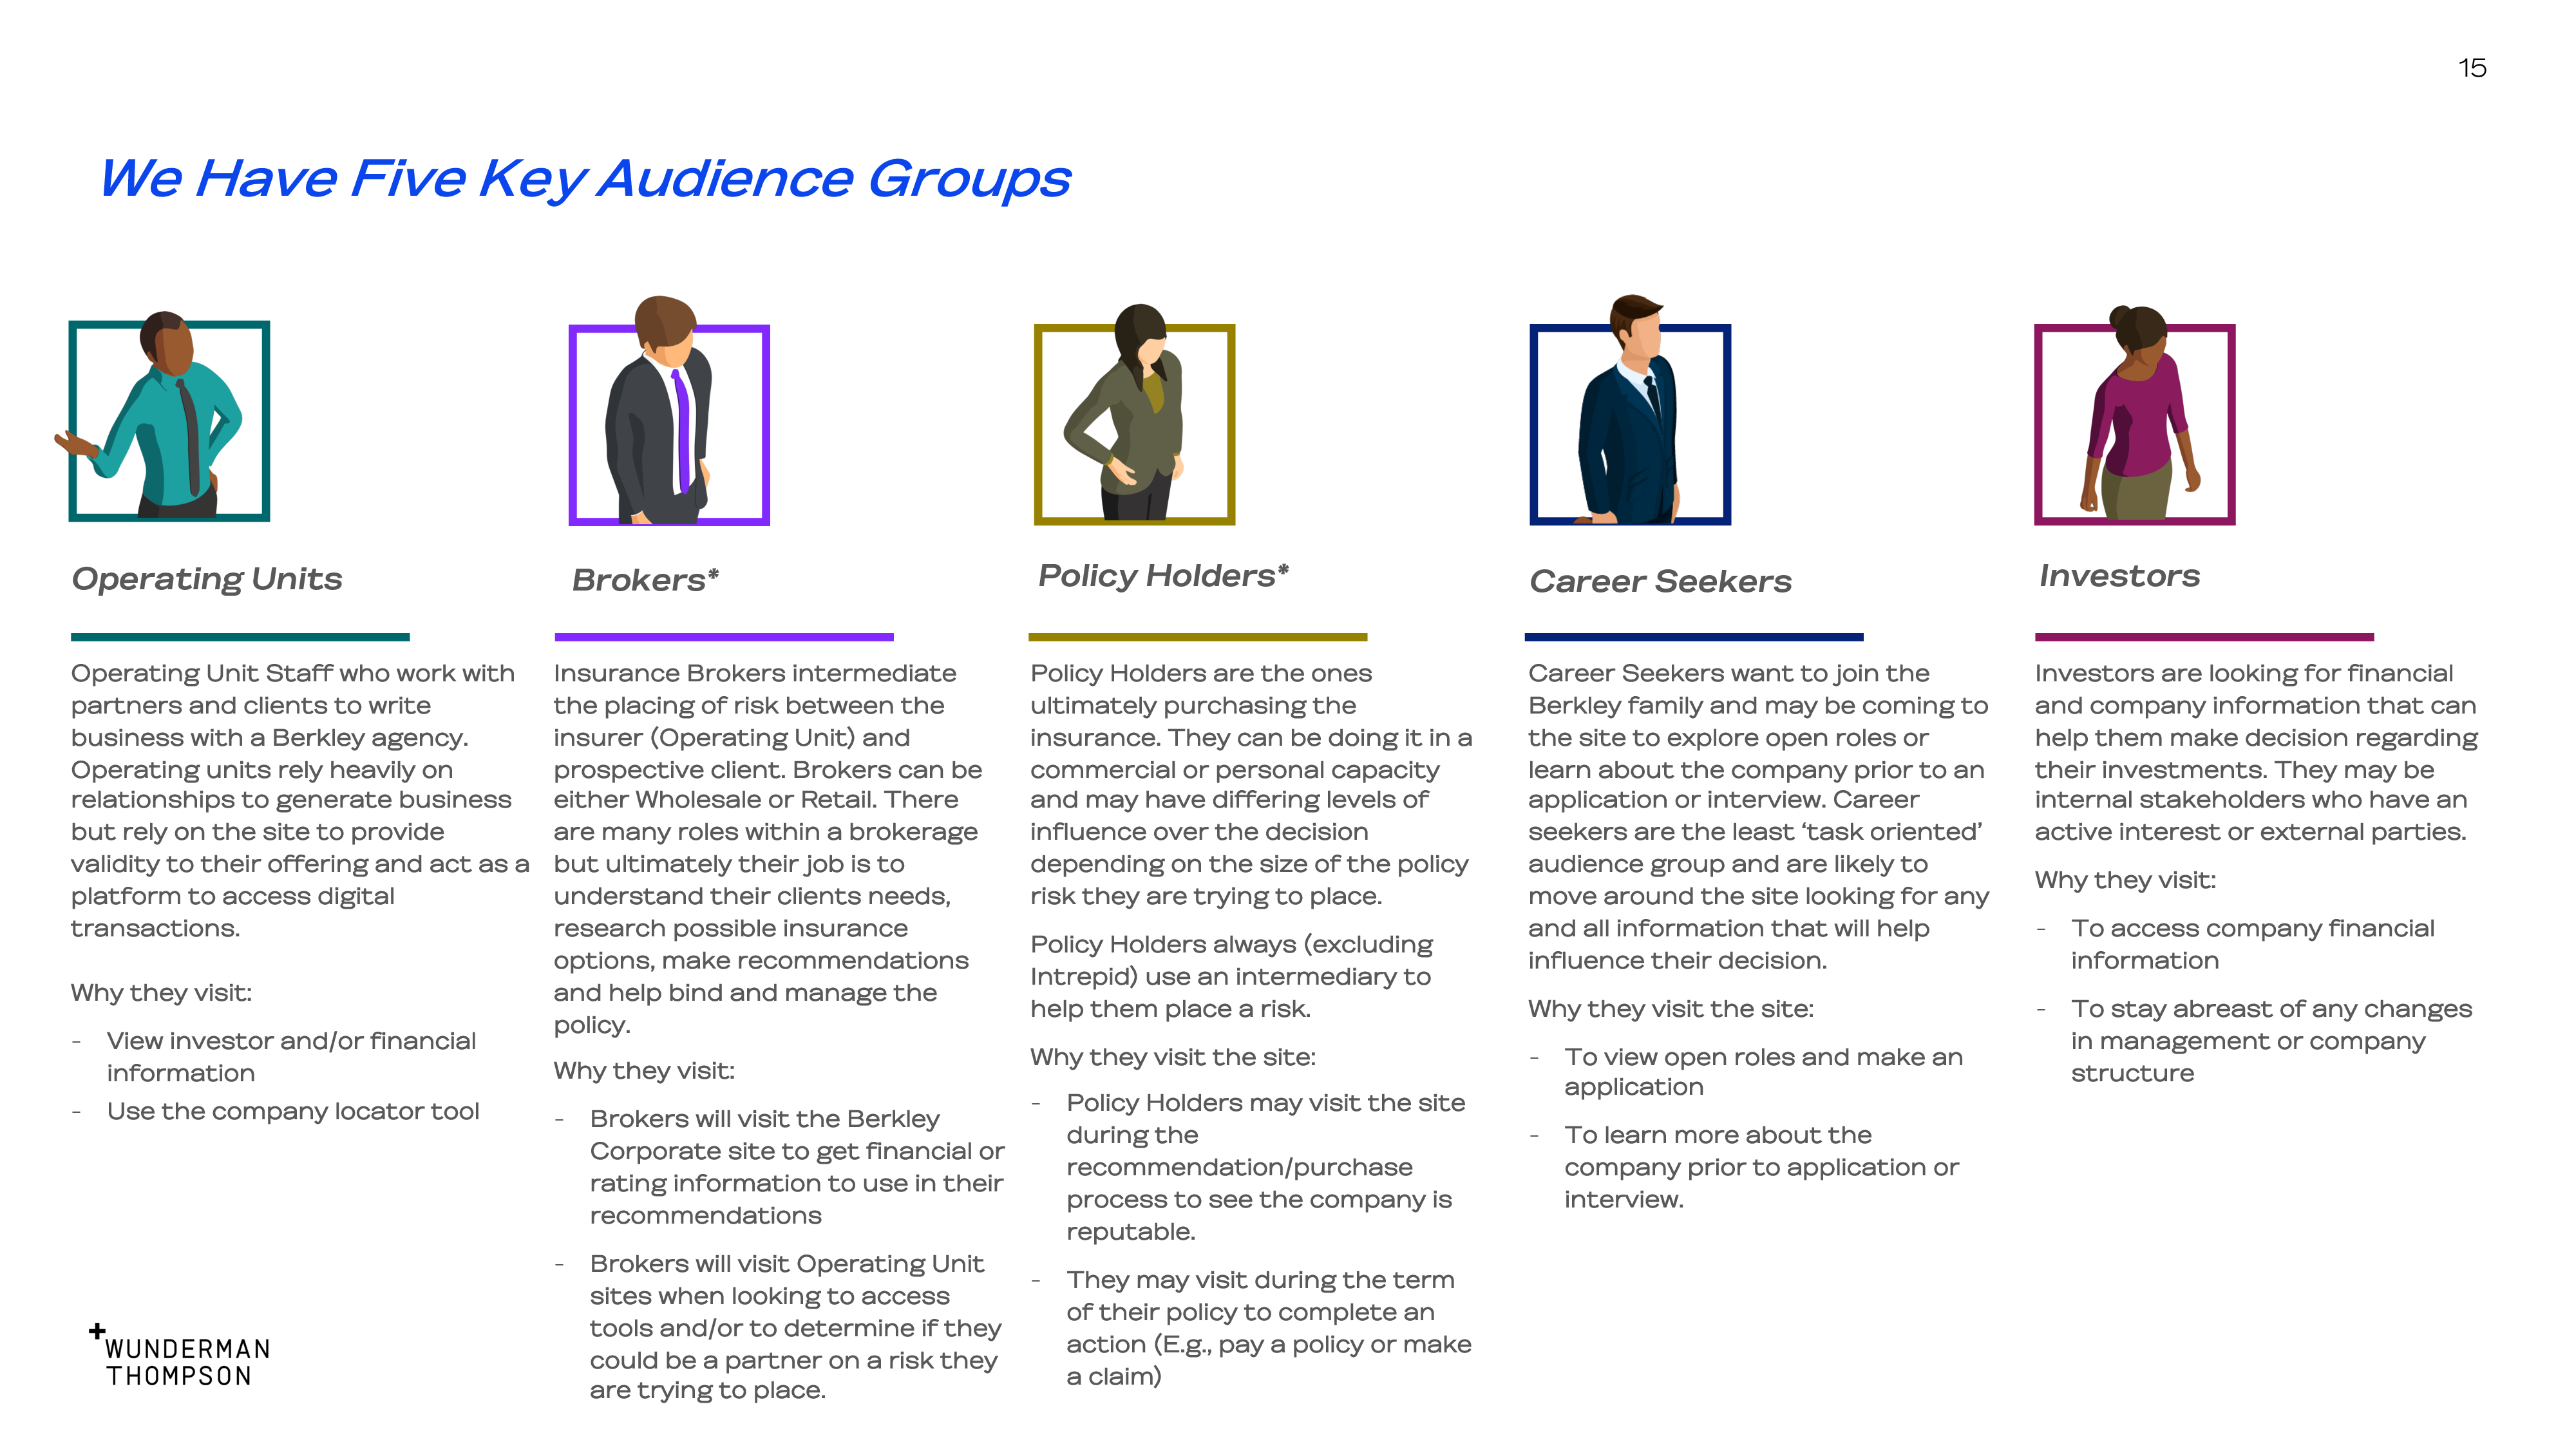 15
We Have Five Key Audience Groups
Operating Units
Operating Unit Staff who work with
partners and clients to write
business with a Berkley agency.
Operating units rely heavily on
relationships to generate business
but rely on the site to provide
validity to their offering and act as a
platform to access digital
transactions.
Why they visit:
- View investor and/or financial
information
- Use the company locator tool
Brokers*
Insurance Brokers intermediate
the placing of risk between the
insurer (Operating Unit) and
prospective client. Brokers can be
either Wholesale or Retail. There
are many roles within a brokerage
but ultimately their job is to
understand their clients needs,
research possible insurance
options, make recommendations
and help bind and manage the
policy.
Why they visit:
- Brokers will visit the Berkley
Corporate site to get financial or
rating information to use in their
recommendations
- Brokers will visit Operating Unit
sites when looking to access
tools and/or to determine if they
could be a partner on a risk they
are trying to place.
Policy Holders*
Policy Holders are the ones
ultimately purchasing the
insurance. They can be doing it in a
commercial or personal capacity
and may have differing levels of
influence over the decision
depending on the size of the policy
risk they are trying to place.
Policy Holders always (excluding
Intrepid) use an intermediary to
help them place a risk.
Why they visit the site:
- Policy Holders may visit the site
during the
recommendation/purchase
process to see the company is
reputable.
- They may visit during the term
of their policy to complete an
action (E.g., pay a policy or make
a claim)
Career Seekers
Career Seekers want to join the
Berkley family and may be coming to
the site to explore open roles or
learn about the company prior to an
application or interview. Career
seekers are the least ‘task oriented’
audience group and are likely to
move around the site looking for any
and all information that will help
influence their decision.
Why they visit the site:
- To view open roles and make an
application
- To learn more about the
company prior to application or
interview.
Investors
Investors are looking for financial
and company information that can
help them make decision regarding
their investments. They may be
internal stakeholders who have an
active interest or external parties.
Why they visit:
- To access company financial
information
- To stay abreast of any changes
in management or company
structure
+WUNDERMAN
THOMPSON